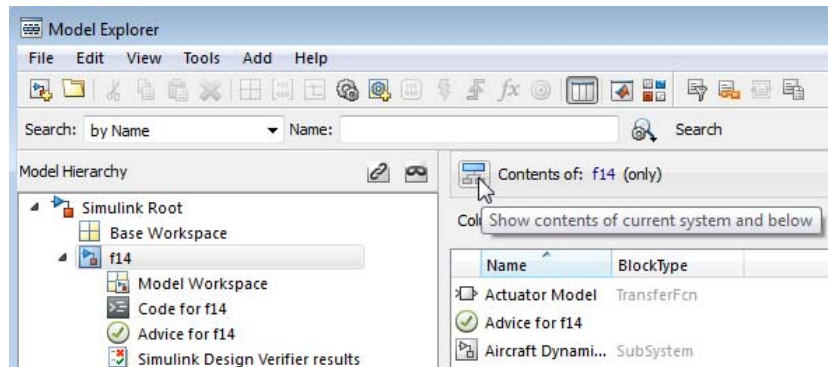 Model Explorer
File Edit View Tools Add Help
Search: by Name Name: Search
Model Hierarchy
Contents of: f14 (only)
Show contents of current system and below
Simulink Root
Base Workspace
f14
Model Workspace
Code for f14
Advice for f14
Simulink Design Verifier results
Name BlockType
Actuator Model TransferFcn
Advice for f14
Aircraft Dynami... SubSystem